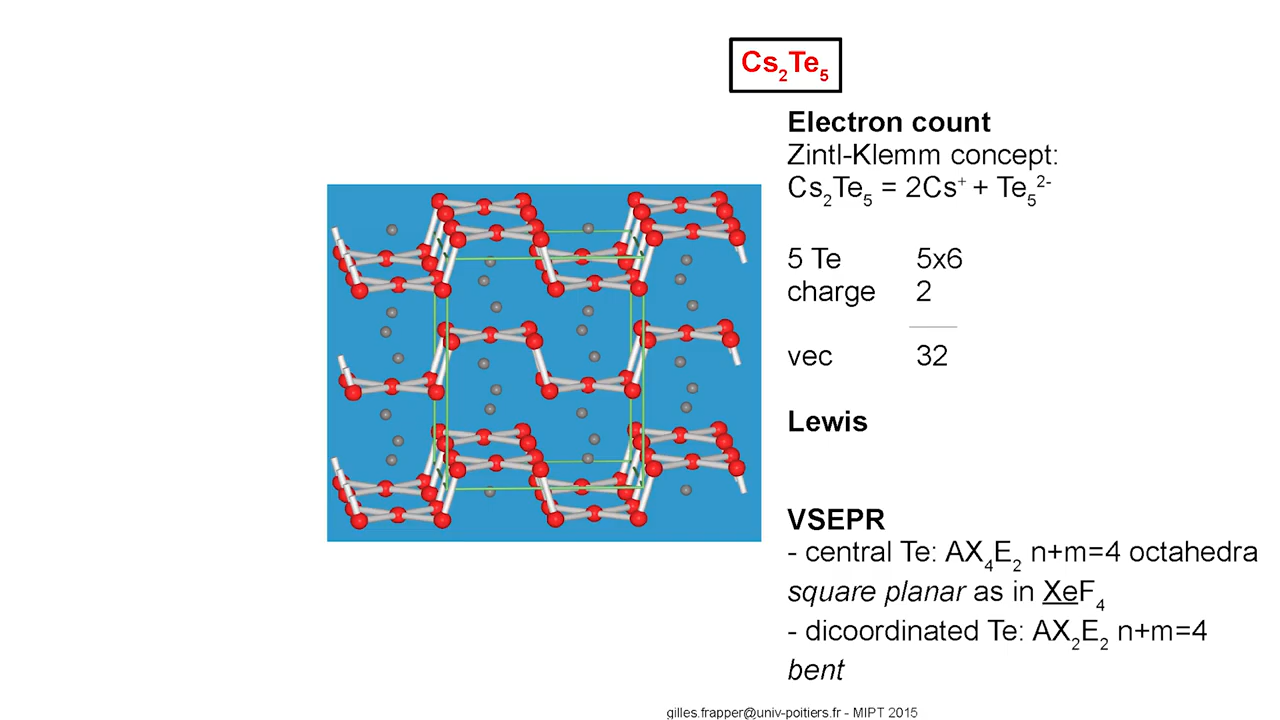 Cs₂Te₅
Electron count
Zintl-Klemm concept:
Cs₂Te₅ = 2Cs⁺ + Te₅²⁻
5 Te 5x6
charge 2
vec 32
Lewis
VSEPR
- central Te: AX₄E₂ n+m=4 octahedra
square planar as in XeF₄
- dicoordinated Te: AX₂E₂ n+m=4
bent
gilles.frapper@univ-poitiers.fr - MIPT 2015